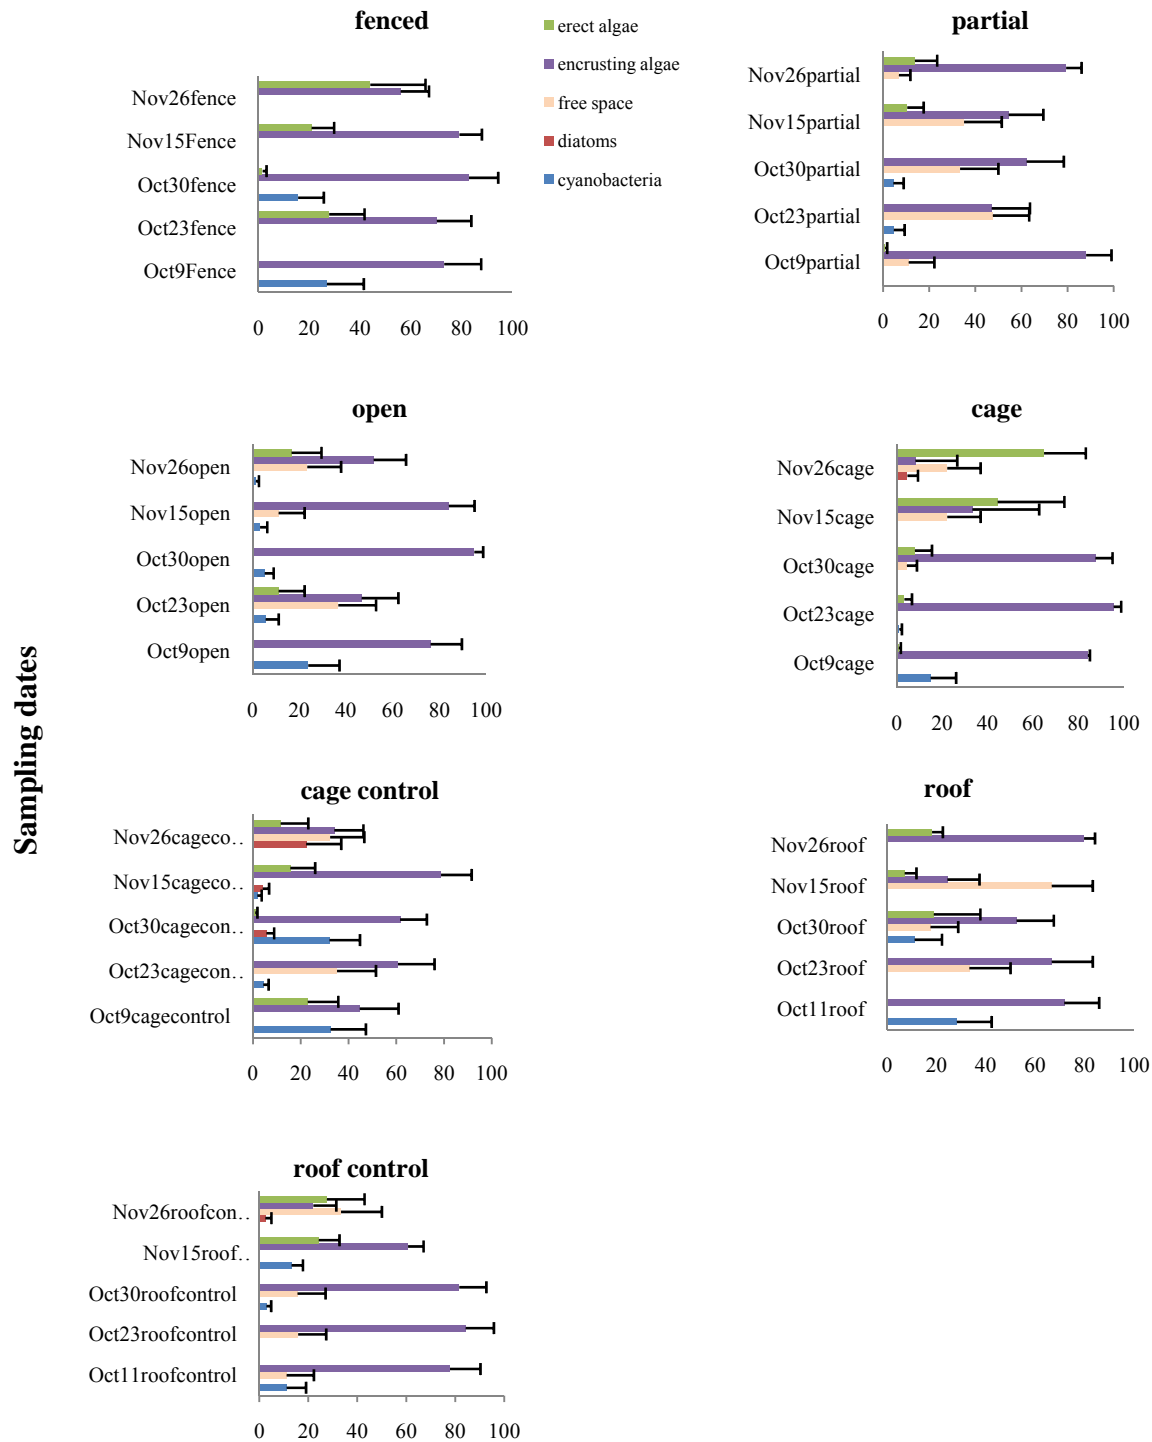 fenced
erect algae
encrusting algae
free space
diatoms
cyanobacteria
Nov26fence
Nov15Fence
Oct30fence
Oct23fence
Oct9Fence
0 20 40 60 80 100
partial
Nov26partial
Nov15partial
Oct30partial
Oct23partial
Oct9partial
0 20 40 60 80 100
open
Nov26open
Nov15open
Oct30open
Oct23open
Oct9open
0 20 40 60 80 100
cage
Nov26cage
Nov15cage
Oct30cage
Oct23cage
Oct9cage
0 20 40 60 80 100
Sampling dates
cage control
Nov26cageco..
Nov15cageco..
Oct30cagecon..
Oct23cagecon..
Oct9cagecontrol
0 20 40 60 80 100
roof
Nov26roof
Nov15roof
Oct30roof
Oct23roof
Oct11roof
0 20 40 60 80 100
roof control
Nov26roofcon..
Nov15roof..
Oct30roofcontrol
Oct23roofcontrol
Oct11roofcontrol
0 20 40 60 80 100